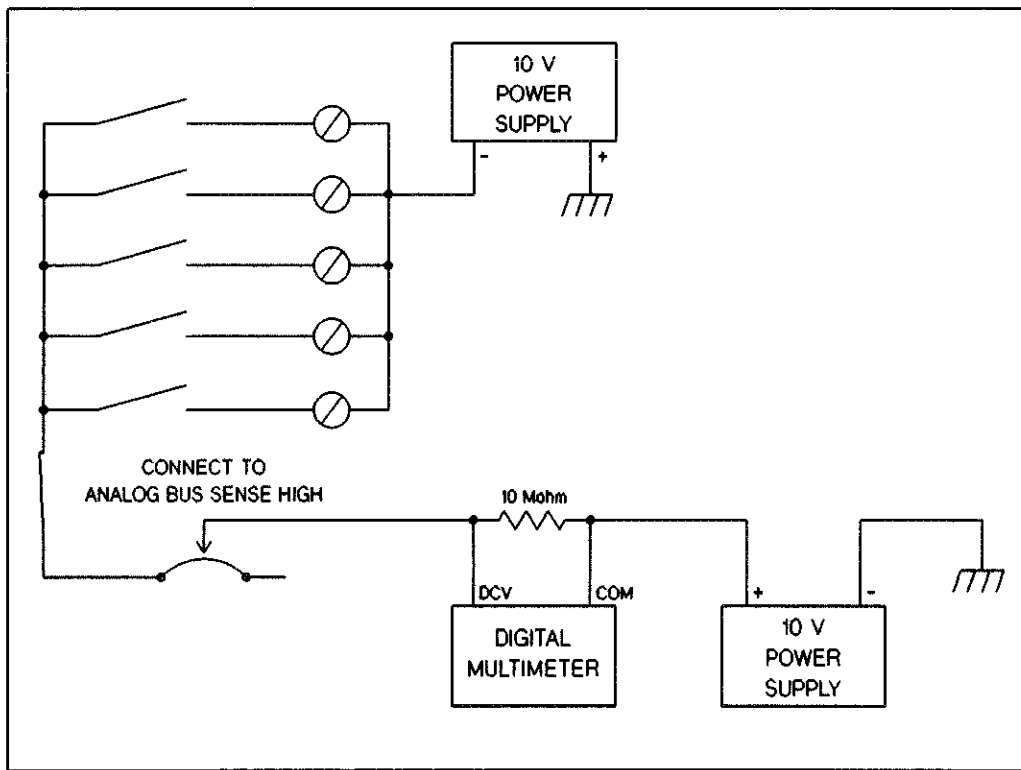 10 V
POWER
SUPPLY
-
+
CONNECT TO
ANALOG BUS SENSE HIGH
10 Mohm
DCV
COM
DIGITAL
MULTIMETER
+
-
10 V
POWER
SUPPLY